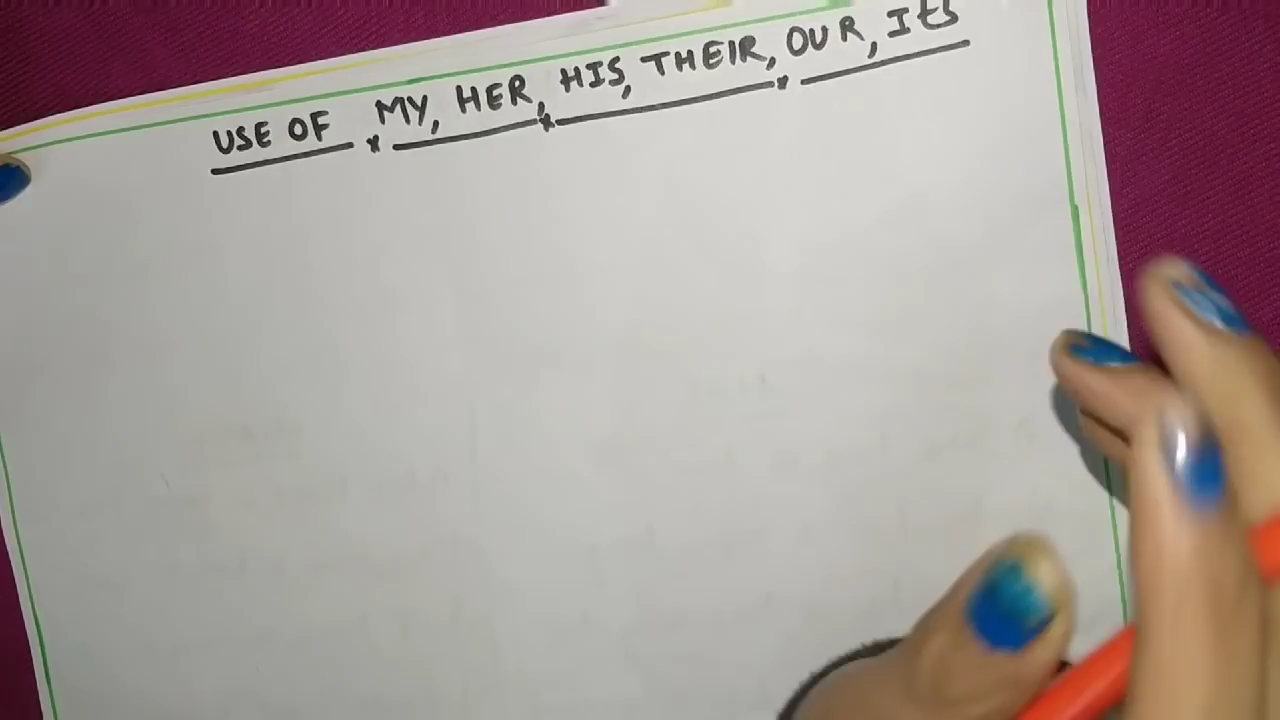 USE OF MY, HER, HIS, THEIR, OUR, Its